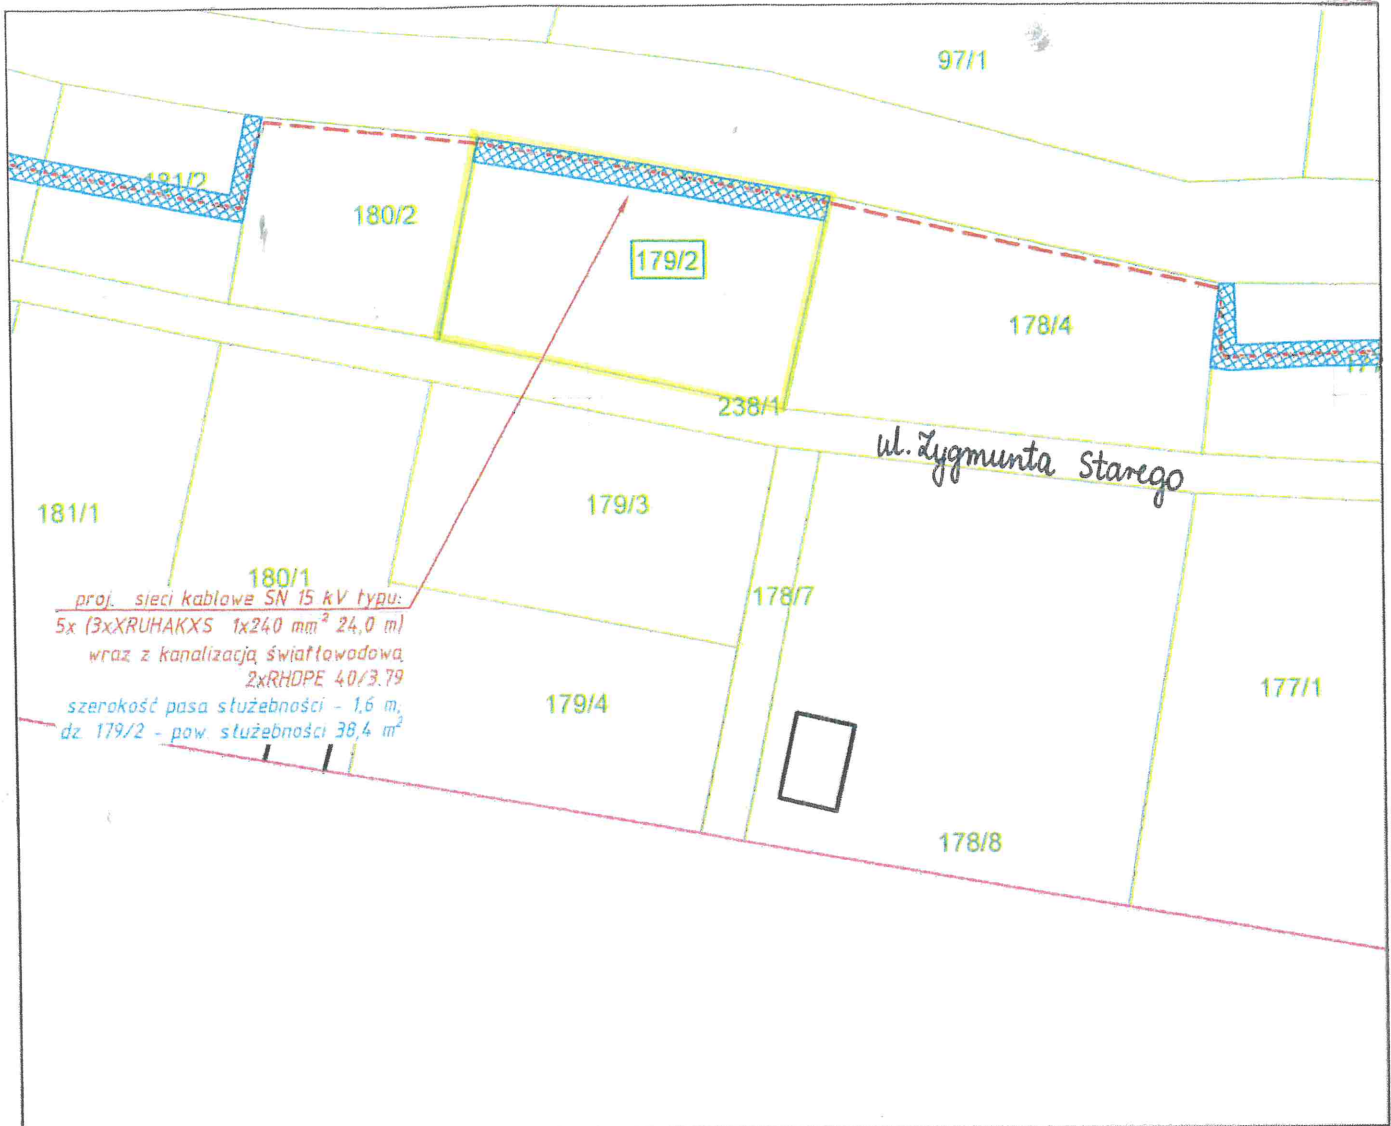 97/1
181/2
180/2
179/2
178/4
238/1
ul. Zygmunta Starego
181/1
179/3
180/1
178/7
proj. sieci kablowe SN 15 kV typu:
5x (3xXRUHAKXS 1x240 mm² 24,0 m)
wraz z kanalizacją światłowodową
2xRHDPE 40/3.79
szerokość pasa służebności - 1,6 m,
dz. 179/2 - pow. służebności 38,4 m²
179/4
177/1
178/8